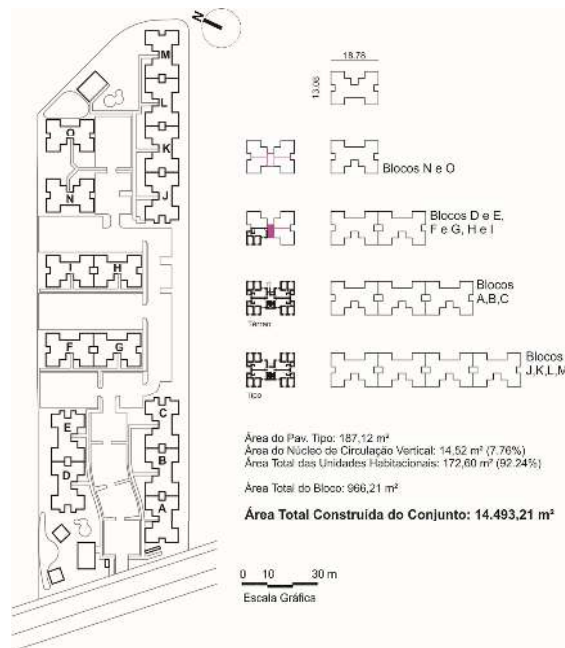 N
M
L
K
J
O
N
I H
F G
E
D
C
B
A
18.78
13.06
Blocos N e O
Blocos D e E,
F e G, H e I
Térreo
Blocos
A,B,C
Tipo
Blocos
J,K,L,M
Área do Pav. Tipo: 187,12 m²
Área do Núcleo de Circulação Vertical: 14,52 m² (7.76%)
Área Total das Unidades Habitacionais: 172,60 m² (92.24%)
Área Total do Bloco: 966,21 m²
Área Total Construída do Conjunto: 14.493,21 m²
0 10 30 m
Escala Gráfica